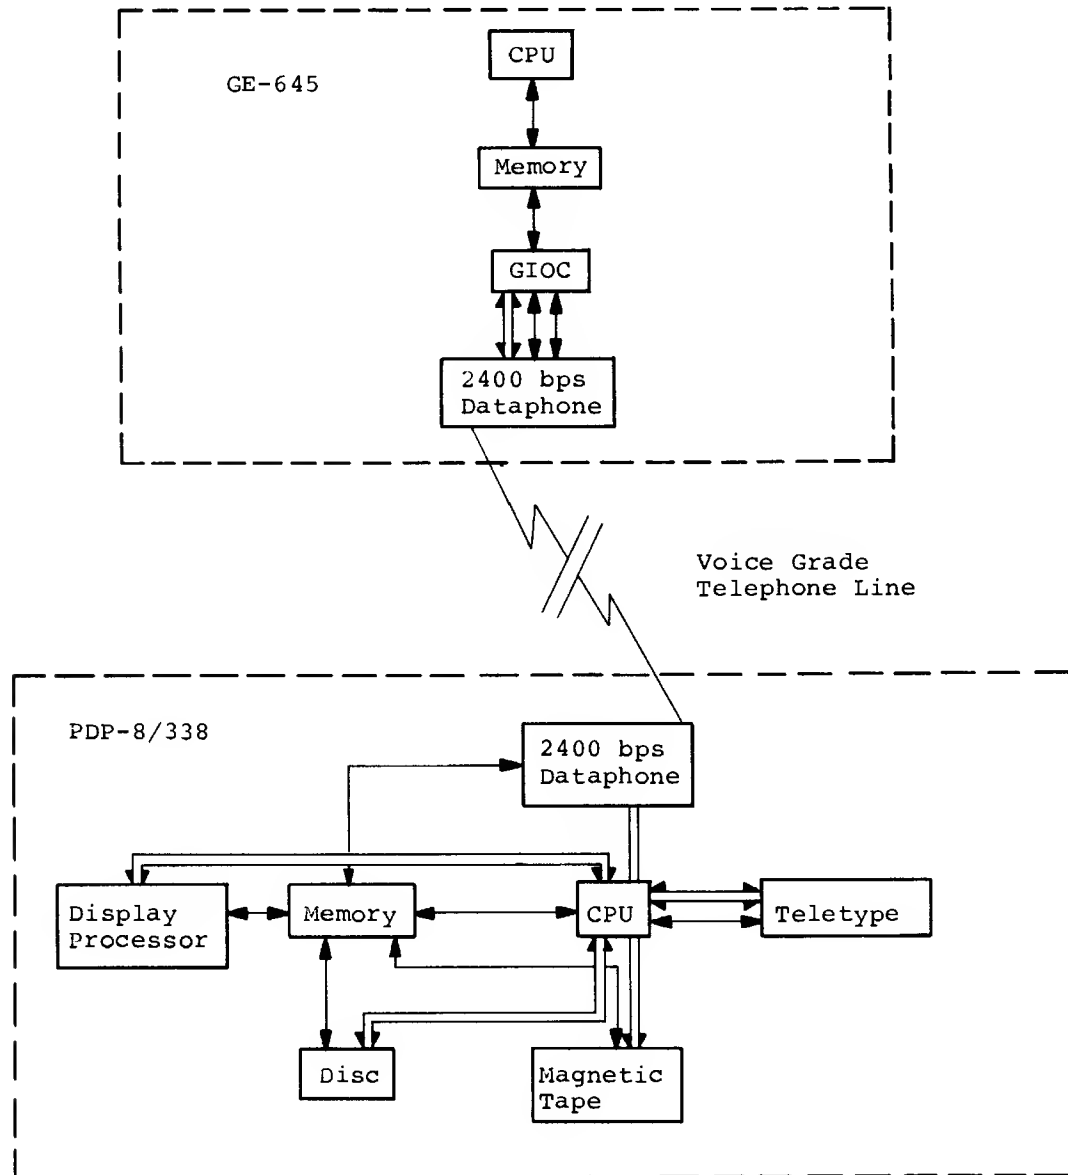 CPU
GE-645
Memory
GIOC
2400 bps
Dataphone
Voice Grade
Telephone Line
PDP-8/338
2400 bps
Dataphone
Display
Processor
Memory
CPU
Teletype
Disc
Magnetic
Tape